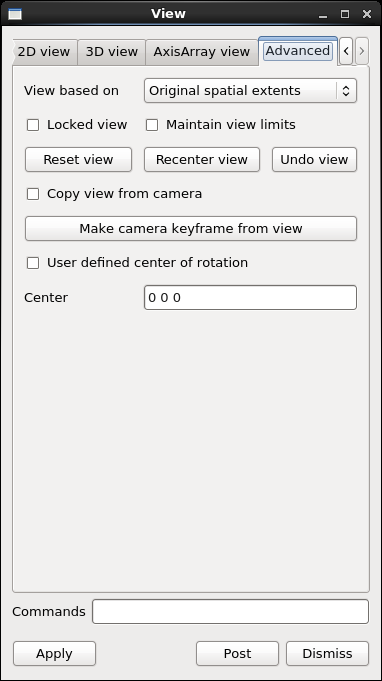 View
2D view 3D view AxisArray view Advanced
View based on Original spatial extents
Locked view Maintain view limits
Reset view Recenter view Undo view
Copy view from camera
Make camera keyframe from view
User defined center of rotation
Center 0 0 0
Commands
Apply Post Dismiss